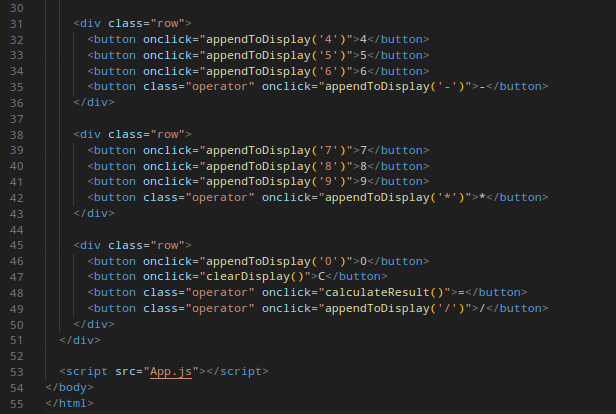 30
31 <div class="row">
32 <button onclick="appendToDisplay('4')">4</button>
33 <button onclick="appendToDisplay('5')">5</button>
34 <button onclick="appendToDisplay('6')">6</button>
35 <button class="operator" onclick="appendToDisplay('-')">-</button>
36 </div>
37
38 <div class="row">
39 <button onclick="appendToDisplay('7')">7</button>
40 <button onclick="appendToDisplay('8')">8</button>
41 <button onclick="appendToDisplay('9')">9</button>
42 <button class="operator" onclick="appendToDisplay('*')">*</button>
43 </div>
44
45 <div class="row">
46 <button onclick="appendToDisplay('0')">0</button>
47 <button onclick="clearDisplay()">C</button>
48 <button class="operator" onclick="calculateResult()">=</button>
49 <button class="operator" onclick="appendToDisplay('/')">/</button>
50 </div>
51 </div>
52
53 <script src="App.js"></script>
54 </body>
55 </html>